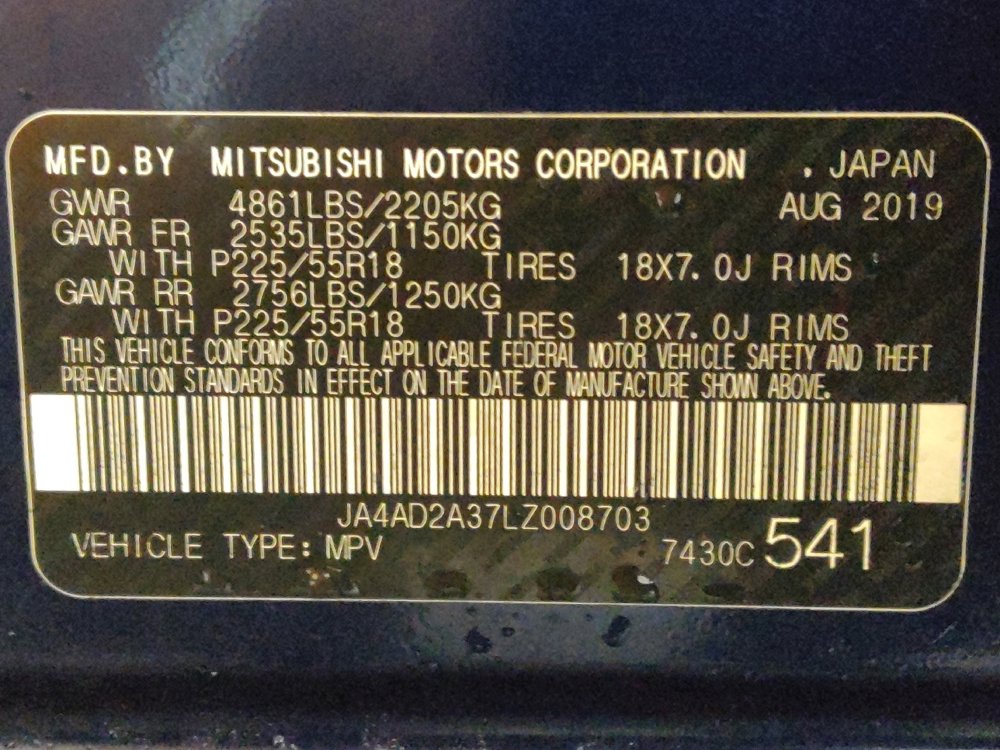 MFD.BY MITSUBISHI MOTORS CORPORATION . JAPAN
GVWR 4861LBS/2205KG AUG 2019
GAWR FR 2535LBS/1150KG
WITH P225/55R18 TIRES 18X7.0J RIMS
GAWR RR 2756LBS/1250KG
WITH P225/55R18 TIRES 18X7.0J RIMS
THIS VEHICLE CONFORMS TO ALL APPLICABLE FEDERAL MOTOR VEHICLE SAFETY AND THEFT
PREVENTION STANDARDS IN EFFECT ON THE DATE OF MANUFACTURE SHOWN ABOVE.
JA4AD2A37LZ008703
VEHICLE TYPE: MPV 7430C 541